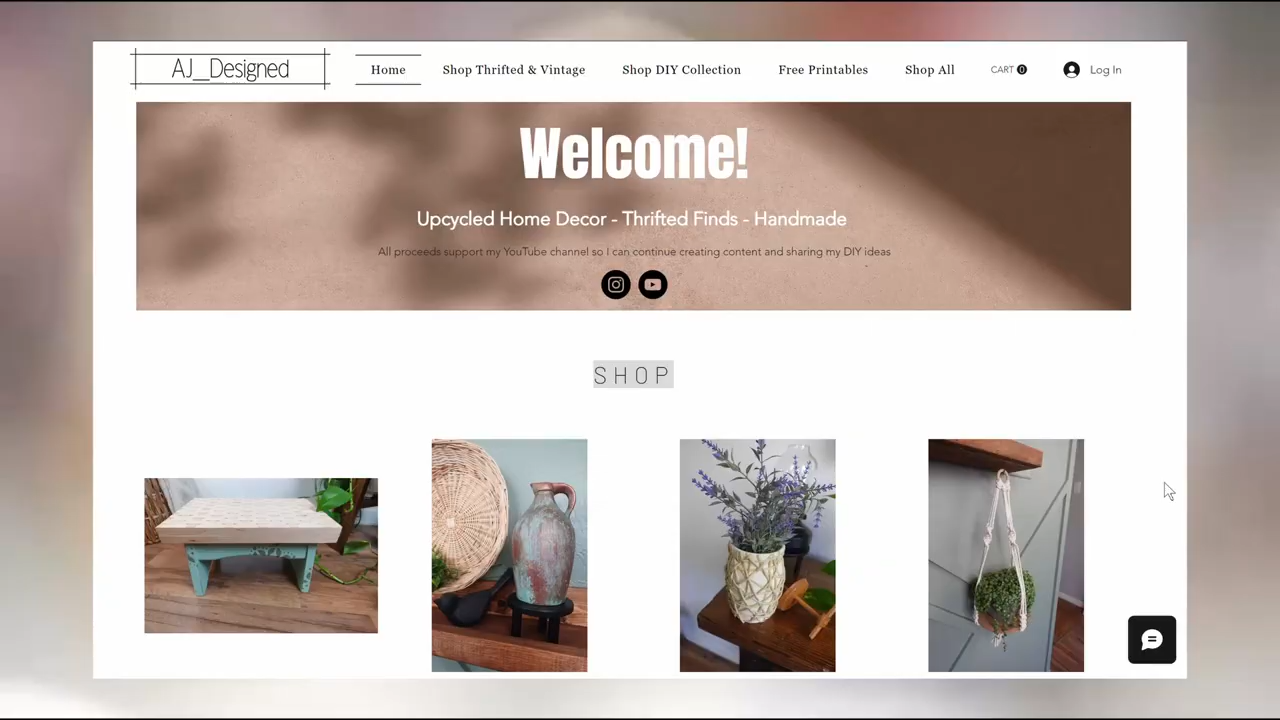 AJ_Designed
Home
Shop Thrifted & Vintage
Shop DIY Collection
Free Printables
Shop All
CART 0
Log In
Welcome!
Upcycled Home Decor - Thrifted Finds - Handmade
All proceeds support my YouTube channel so I can continue creating content and sharing my DIY ideas
SHOP